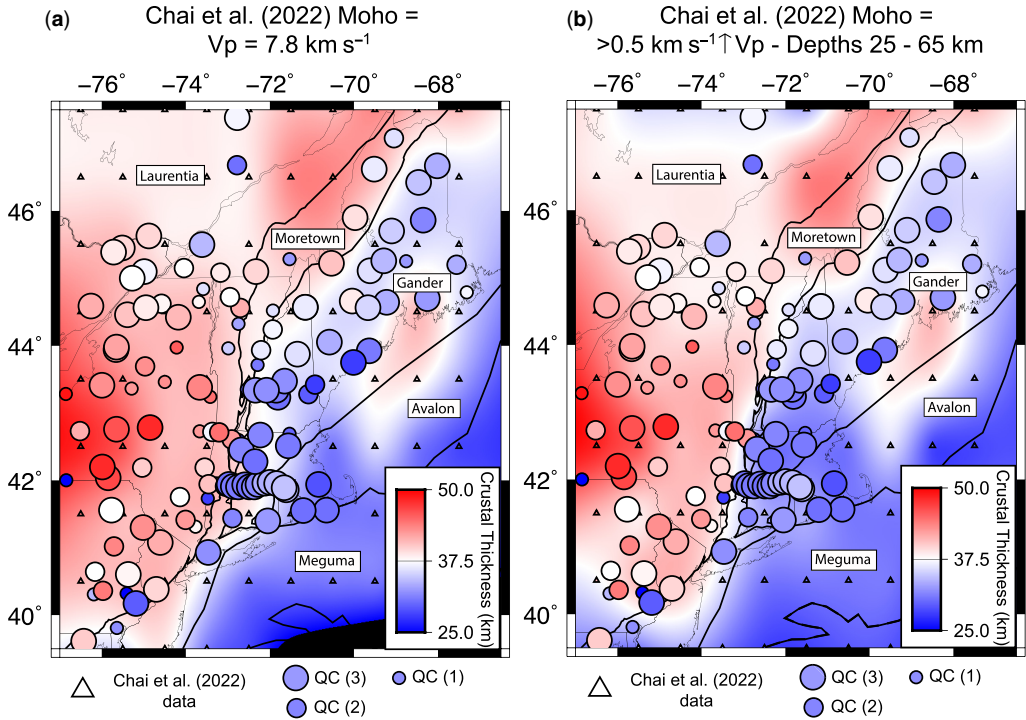 (a) Chai et al. (2022) Moho =
Vp = 7.8 km s⁻¹
−76° −74° −72° −70° −68°
46°
44°
42°
40°
Laurentia
Moretown
Gander
Avalon
Meguma
50.0
37.5
25.0
Crustal Thickness (km)
Chai et al. (2022)
data
QC (3)
QC (2)
QC (1)
(b) Chai et al. (2022) Moho =
>0.5 km s⁻¹↑Vp - Depths 25 - 65 km
−76° −74° −72° −70° −68°
46°
44°
42°
40°
Laurentia
Moretown
Gander
Avalon
Meguma
50.0
37.5
25.0
Crustal Thickness (km)
Chai et al. (2022)
data
QC (3)
QC (2)
QC (1)